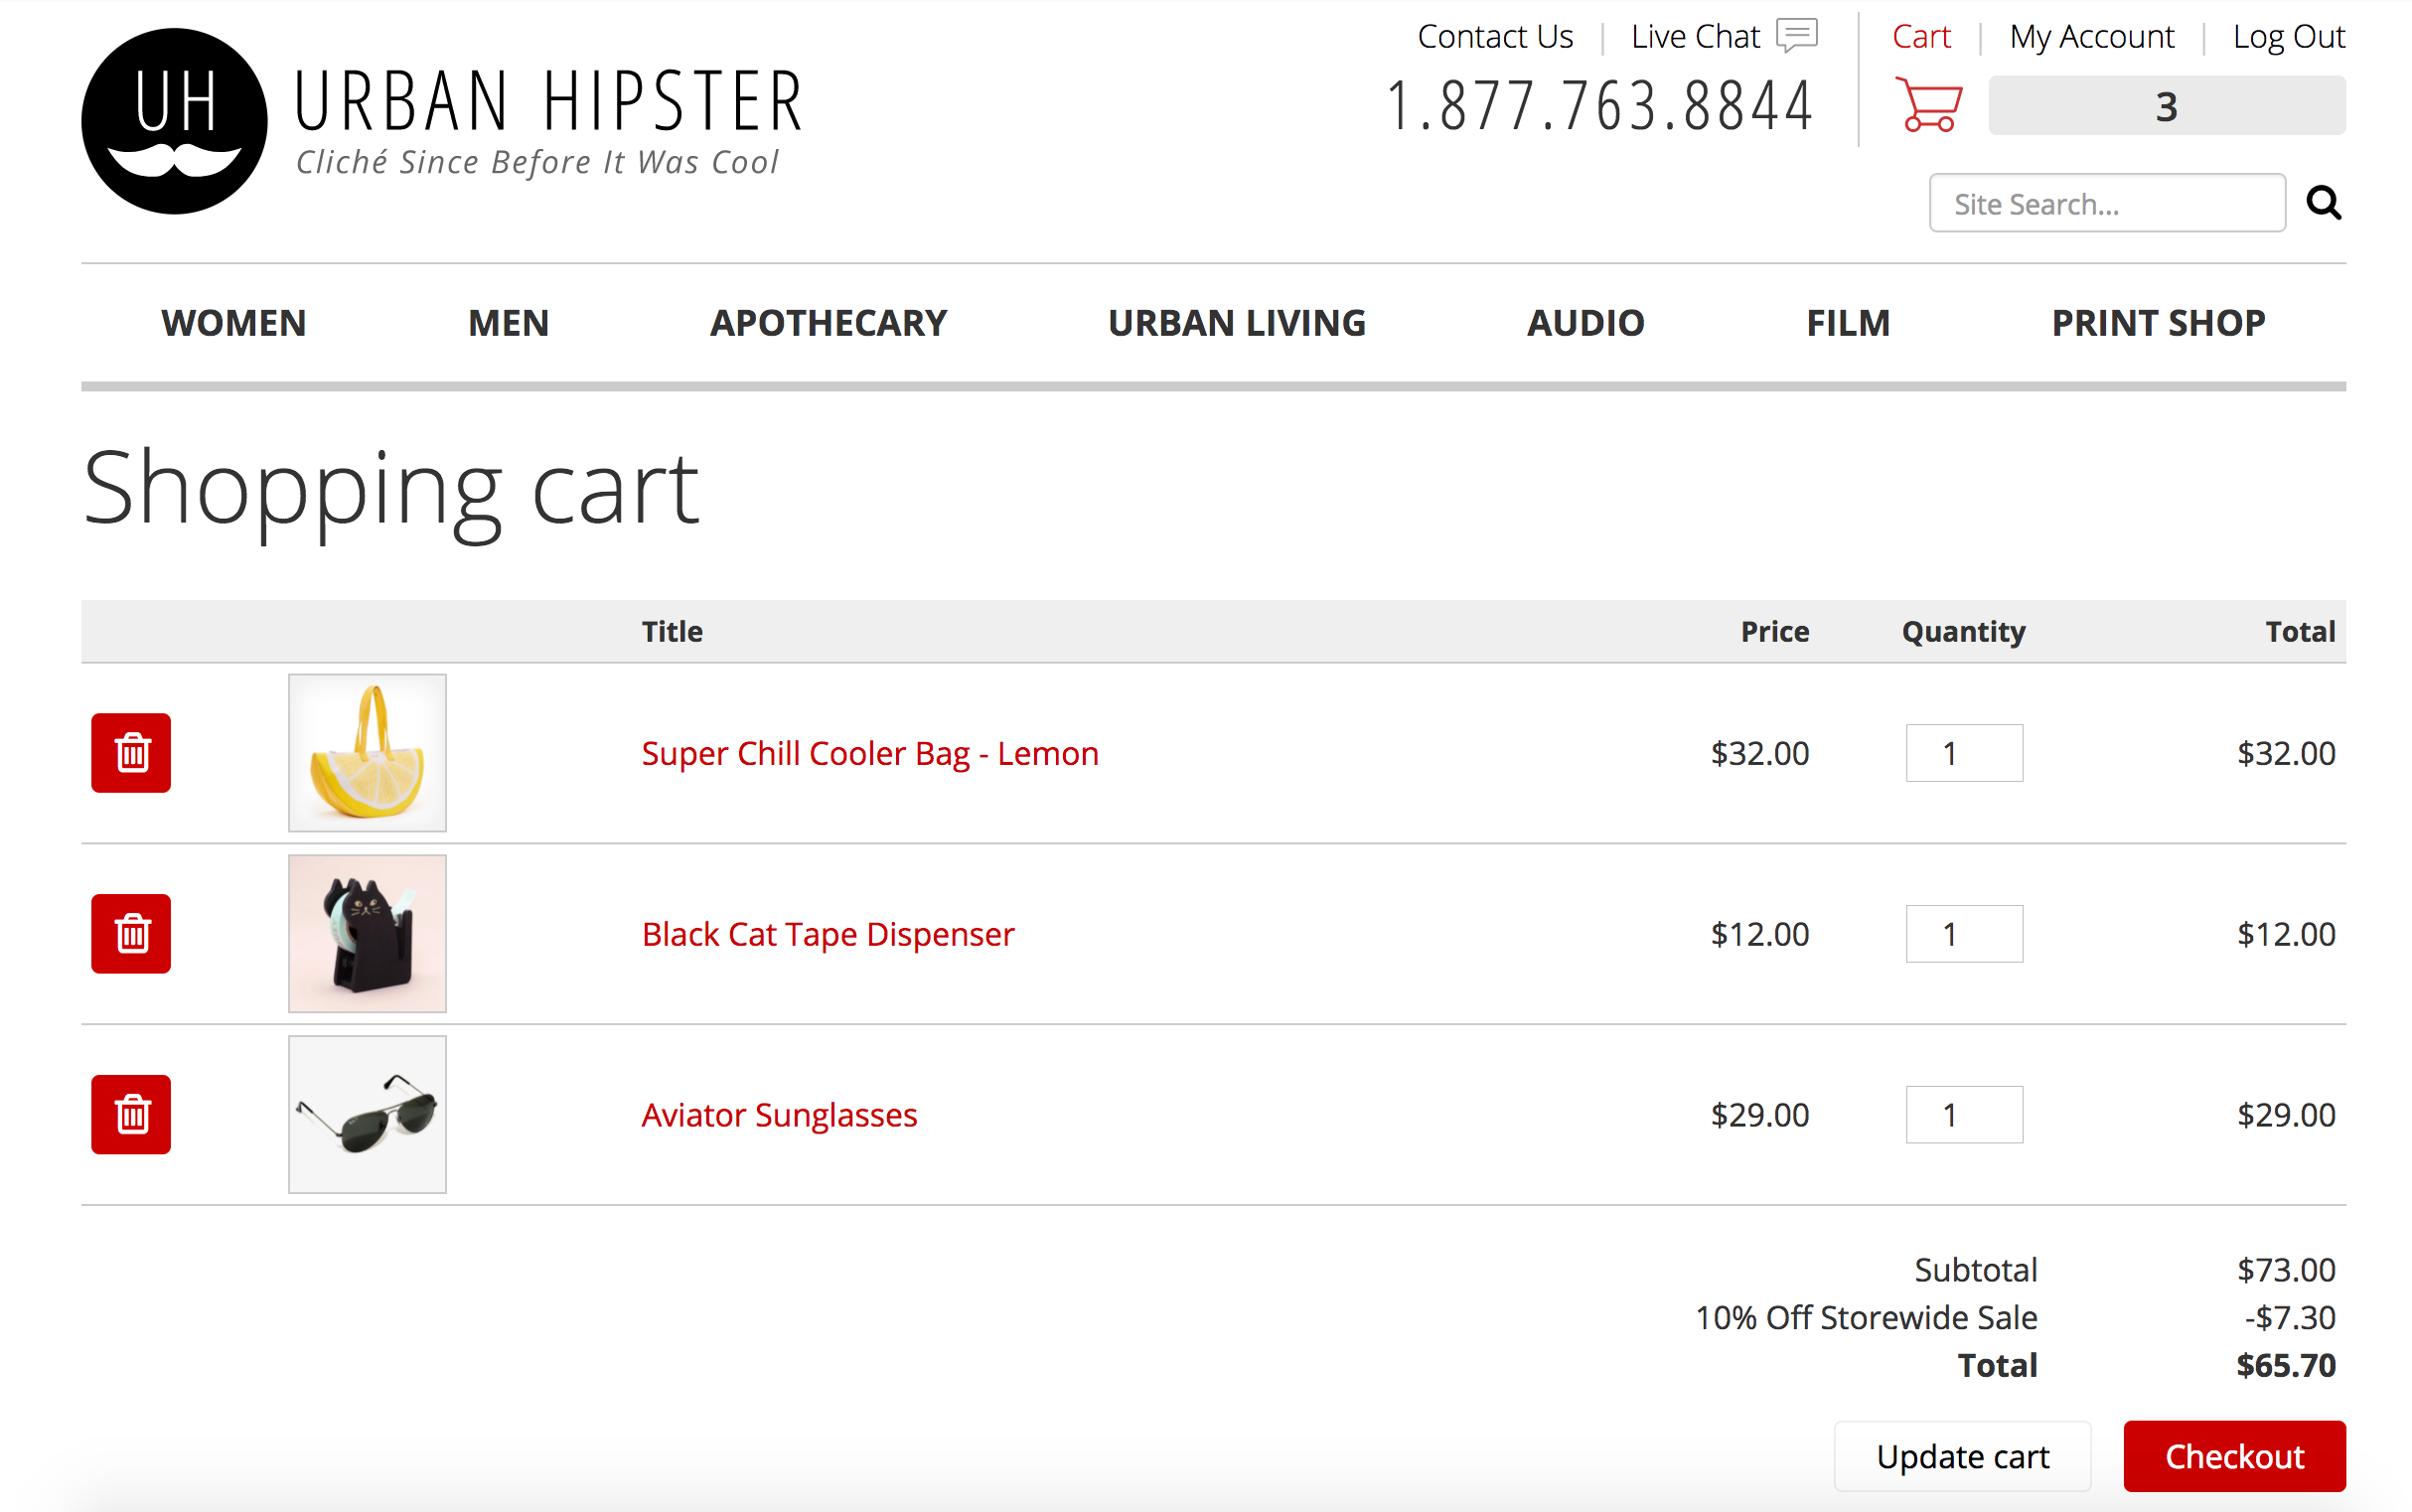 UH
URBAN HIPSTER
Cliché Since Before It Was Cool
Contact Us | Live Chat
1.877.763.8844
Cart | My Account | Log Out
3
Site Search...
WOMEN MEN APOTHECARY URBAN LIVING AUDIO FILM PRINT SHOP
Shopping cart
Title Price Quantity Total
Super Chill Cooler Bag - Lemon $32.00 1 $32.00
Black Cat Tape Dispenser $12.00 1 $12.00
Aviator Sunglasses $29.00 1 $29.00
Subtotal $73.00
10% Off Storewide Sale -$7.30
Total $65.70
Update cart Checkout